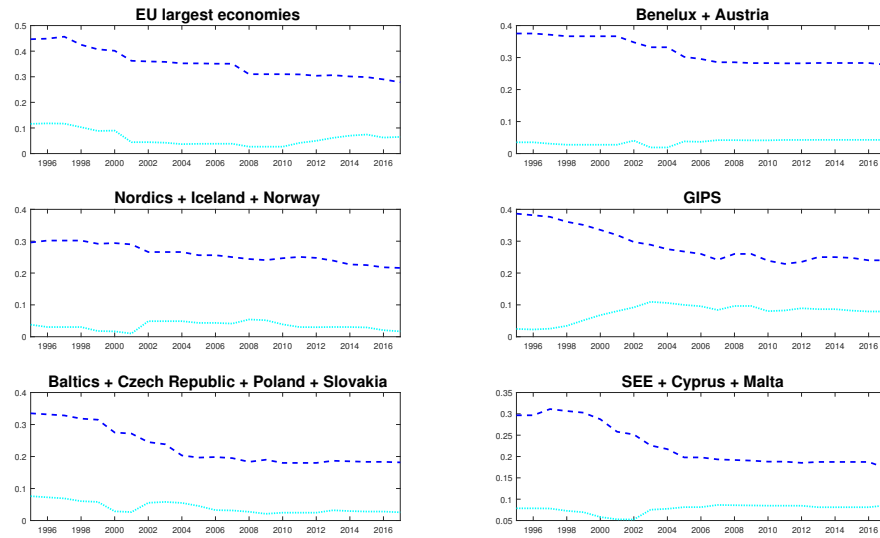 EU largest economies
0.5
0.4
0.3
0.2
0.1
0
1996 1998 2000 2002 2004 2006 2008 2010 2012 2014 2016
Benelux + Austria
0.4
0.3
0.2
0.1
0
1996 1998 2000 2002 2004 2006 2008 2010 2012 2014 2016
Nordics + Iceland + Norway
0.4
0.3
0.2
0.1
0
1996 1998 2000 2002 2004 2006 2008 2010 2012 2014 2016
GIPS
0.4
0.3
0.2
0.1
0
1996 1998 2000 2002 2004 2006 2008 2010 2012 2014 2016
Baltics + Czech Republic + Poland + Slovakia
0.4
0.3
0.2
0.1
0
1996 1998 2000 2002 2004 2006 2008 2010 2012 2014 2016
SEE + Cyprus + Malta
0.35
0.3
0.25
0.2
0.15
0.1
0.05
1996 1998 2000 2002 2004 2006 2008 2010 2012 2014 2016